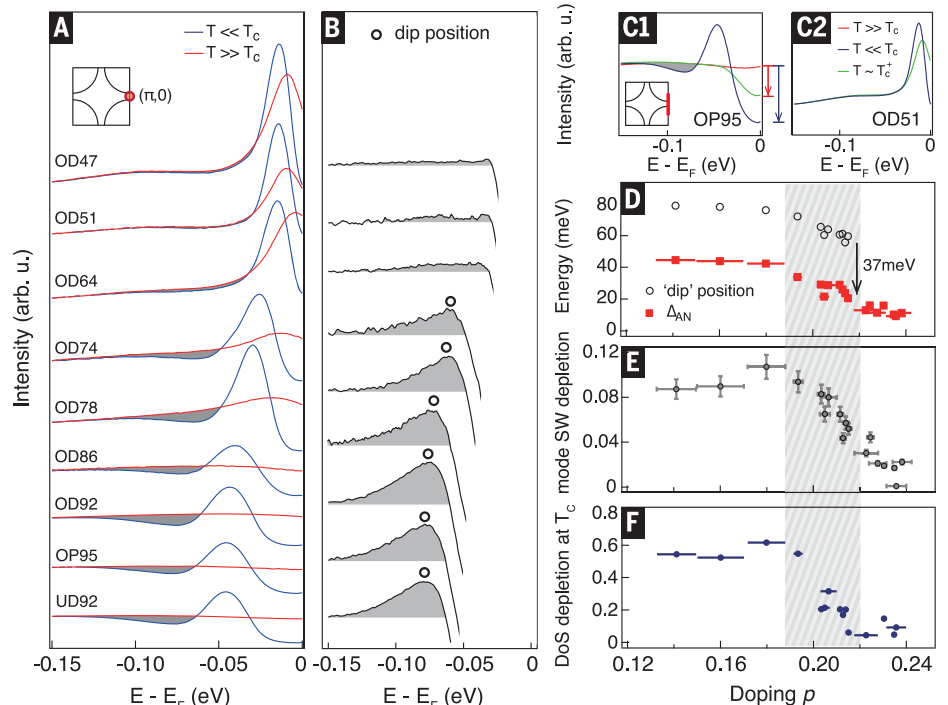 A
T << Tc
T >> Tc
(π,0)
OD47
OD51
OD64
OD74
OD78
OD86
OD92
OP95
UD92
Intensity (arb. u.)
-0.15
-0.10
-0.05
0
E - EF (eV)
B
dip position
-0.15
-0.10
-0.05
0
E - EF (eV)
C1
Intensity (arb. u.)
OP95
-0.1
0
E - EF (eV)
C2
T >> Tc
T << Tc
T ~ Tc+
OD51
-0.1
0
E - EF (eV)
D
Energy (meV)
80
60
40
20
0
37meV
'dip' position
ΔAN
E
mode SW depletion
0.12
0.04
0
F
DoS depletion at Tc
0.6
0.4
0.2
0
0.12
0.16
0.20
0.24
Doping p